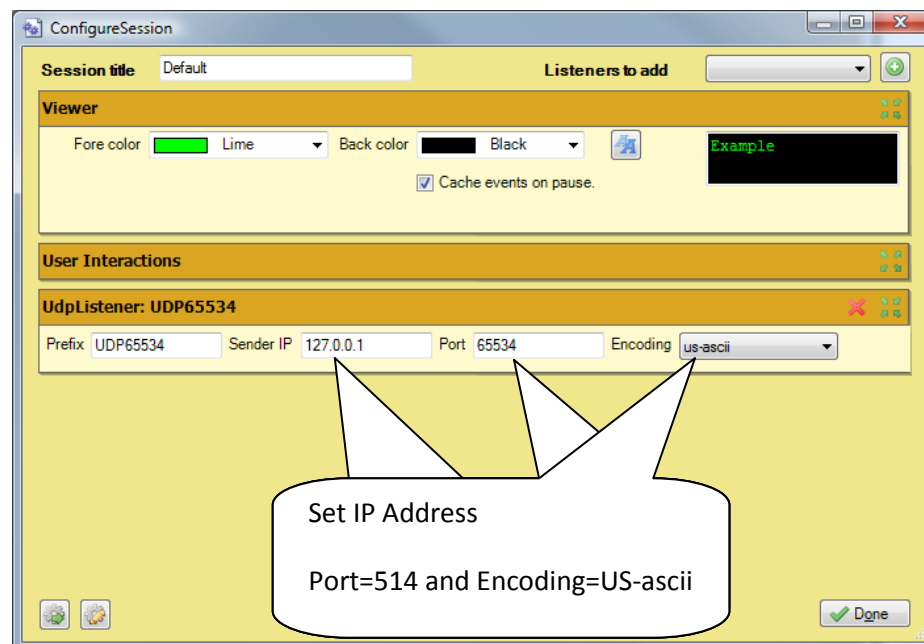 ConfigureSession
Session title Default Listeners to add
Viewer
Fore color Lime Back color Black Example
Cache events on pause.
User Interactions
UdpListener: UDP65534
Prefix UDP65534 Sender IP 127.0.0.1 Port 65534 Encoding us-ascii
Set IP Address
Port=514 and Encoding=US-ascii
Done